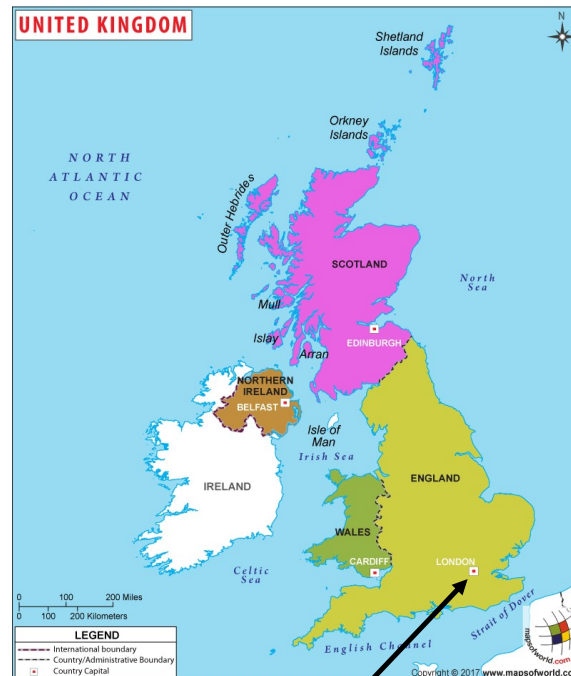 UNITED KINGDOM
N
Shetland
Islands
Orkney
Islands
NORTH
ATLANTIC
OCEAN
Outer Hebrides
SCOTLAND
North
Sea
Mull
EDINBURGH
Islay
Arran
NORTHERN
IRELAND
BELFAST
Isle of
Man
Irish Sea
IRELAND
ENGLAND
WALES
CARDIFF
LONDON
Celtic
Sea
0 100 200 Miles
0 100 200 Kilometers
Strait of Dover
English Channel
LEGEND
International boundary
Country/Administrative Boundary
Country Capital
mapsofworld.com
Copyright © 2017 www.mapsofworld.co